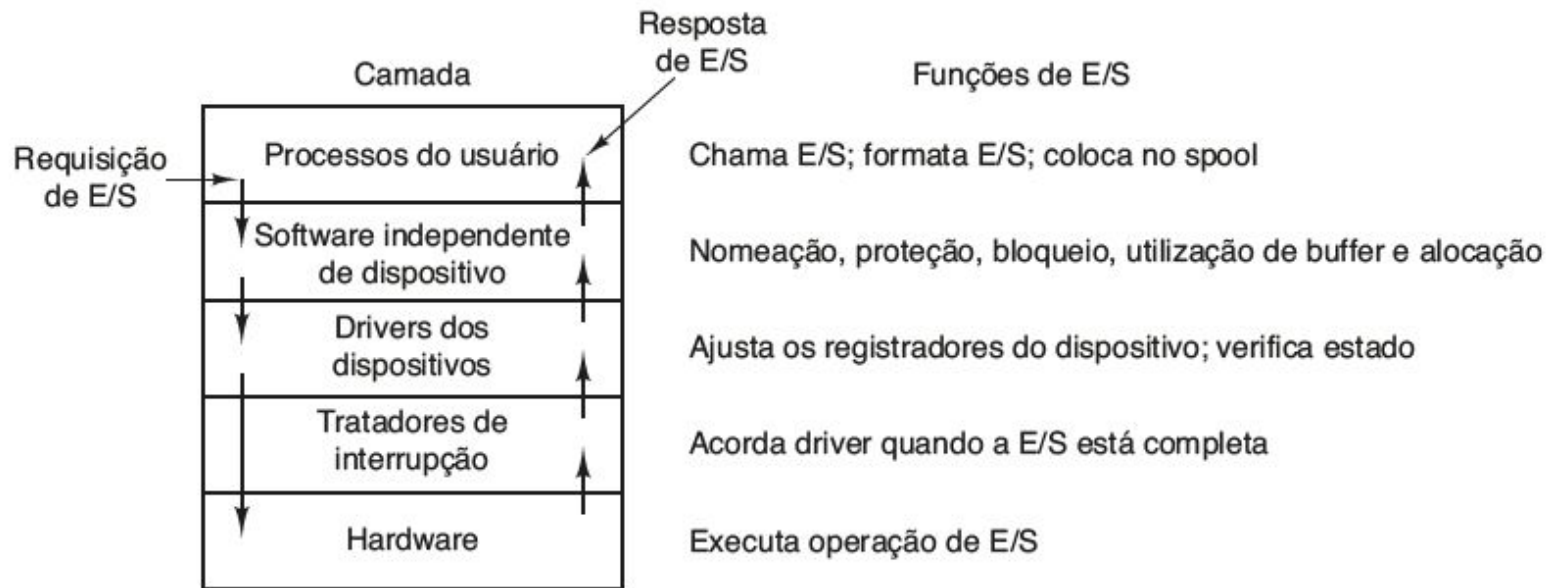 Resposta
de E/S
Camada
Funções de E/S
Requisição
de E/S
Processos do usuário
Chama E/S; formata E/S; coloca no spool
Software independente
de dispositivo
Nomeação, proteção, bloqueio, utilização de buffer e alocação
Drivers dos
dispositivos
Ajusta os registradores do dispositivo; verifica estado
Tratadores de
interrupção
Acorda driver quando a E/S está completa
Hardware
Executa operação de E/S